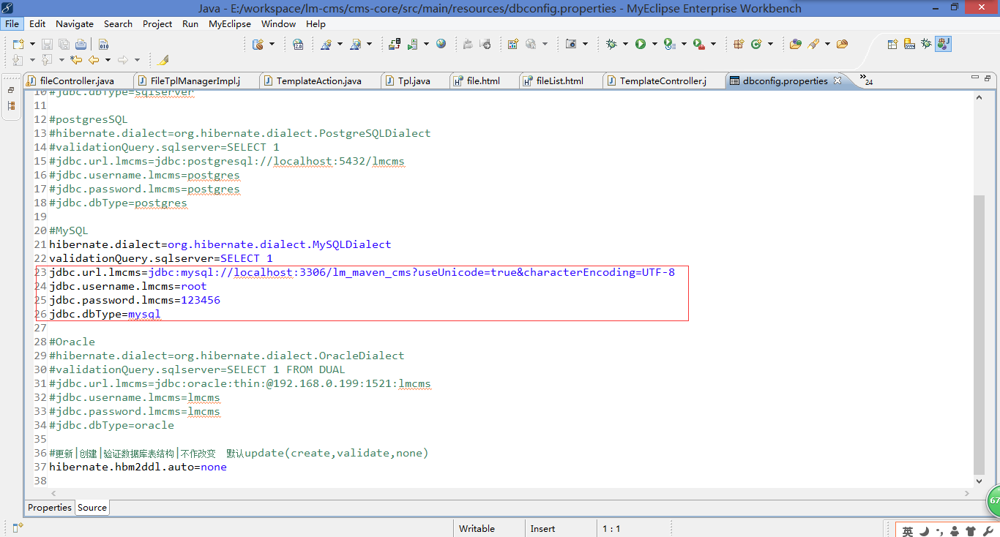 Java - E:/workspace/lm-cms/cms-core/src/main/resources/dbconfig.properties - MyEclipse Enterprise Workbench
File Edit Navigate Search Project Run MyEclipse Window Help
fileController.java FileTplManagerImpl.j TemplateAction.java Tpl.java file.html fileList.html TemplateController.j dbconfig.properties 24
10 #jdbc.dbType=sqlserver
11
12 #postgresSQL
13 #hibernate.dialect=org.hibernate.dialect.PostgreSQLDialect
14 #validationQuery.sqlserver=SELECT 1
15 #jdbc.url.lmcms=jdbc:postgresql://localhost:5432/lmcms
16 #jdbc.username.lmcms=postgres
17 #jdbc.password.lmcms=postgres
18 #jdbc.dbType=postgres
19
20 #MySQL
21 hibernate.dialect=org.hibernate.dialect.MySQLDialect
22 validationQuery.sqlserver=SELECT 1
23 jdbc.url.lmcms=jdbc:mysql://localhost:3306/lm_maven_cms?useUnicode=true&characterEncoding=UTF-8
24 jdbc.username.lmcms=root
25 jdbc.password.lmcms=123456
26 jdbc.dbType=mysql
27
28 #Oracle
29 #hibernate.dialect=org.hibernate.dialect.OracleDialect
30 #validationQuery.sqlserver=SELECT 1 FROM DUAL
31 #jdbc.url.lmcms=jdbc:oracle:thin:@192.168.0.199:1521:lmcms
32 #jdbc.username.lmcms=lmcms
33 #jdbc.password.lmcms=lmcms
34 #jdbc.dbType=oracle
35
36 #更新|创建|验证数据库表结构|不作改变 默认update(create,validate,none)
37 hibernate.hbm2ddl.auto=none
38
67
Properties Source
Writable Insert 1 : 1
英